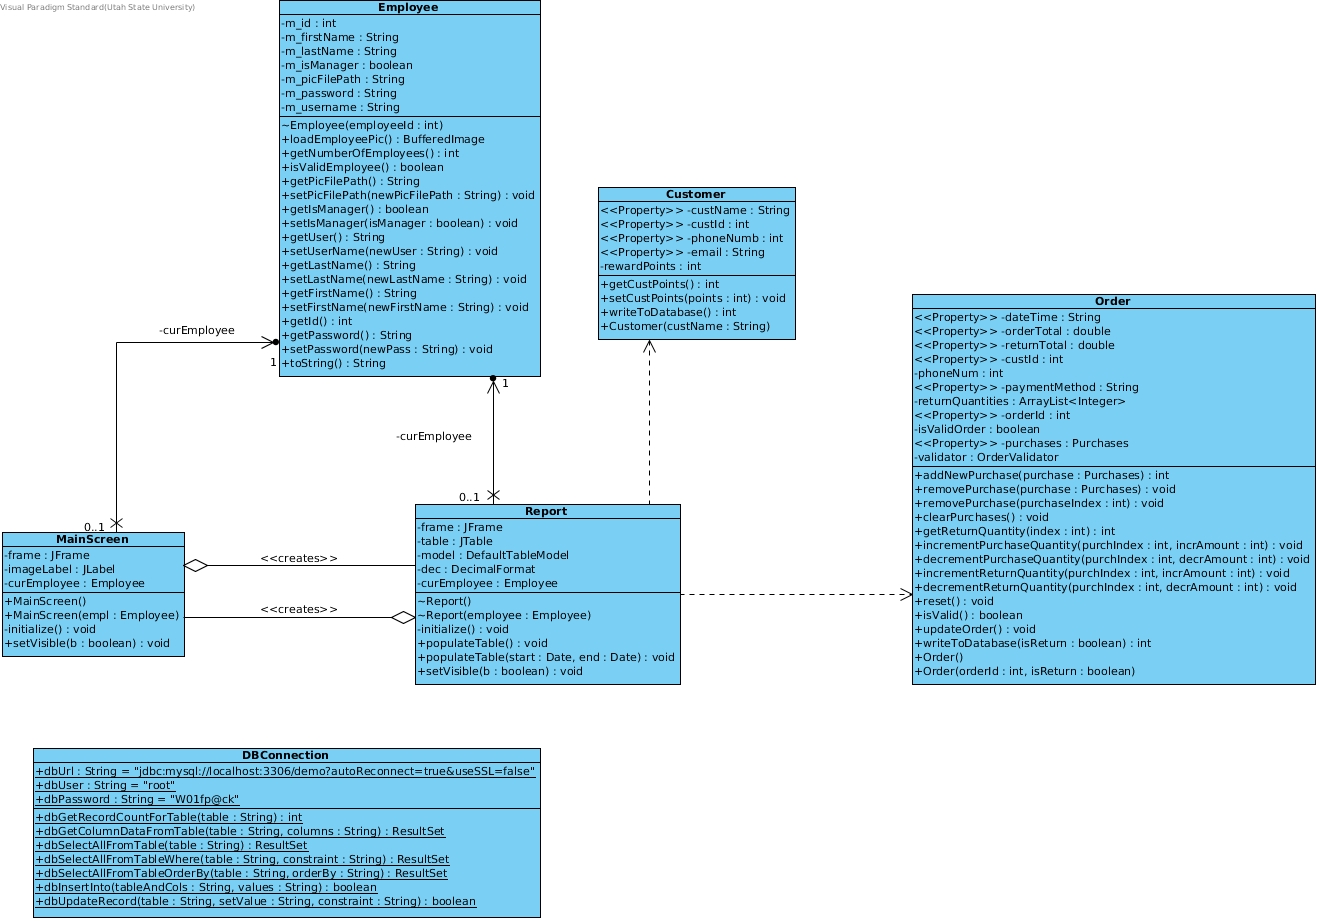 Visual Paradigm Standard(Utah State University)
Employee
-m_id : int
-m_firstName : String
-m_lastName : String
-m_isManager : boolean
-m_picFilePath : String
-m_password : String
-m_username : String
~Employee(employeeId : int)
+loadEmployeePic() : BufferedImage
+getNumberOfEmployees() : int
+isValidEmployee() : boolean
+getPicFilePath() : String
+setPicFilePath(newPicFilePath : String) : void
+getIsManager() : boolean
+setIsManager(isManager : boolean) : void
+getUser() : String
+setUserName(newUser : String) : void
+getLastName() : String
+setLastName(newLastName : String) : void
+getFirstName() : String
+setFirstName(newFirstName : String) : void
+getId() : int
+getPassword() : String
+setPassword(newPass : String) : void
+toString() : String
Customer
<<Property>> -custName : String
<<Property>> -custId : int
<<Property>> -phoneNumb : int
<<Property>> -email : String
-rewardPoints : int
+getCustPoints() : int
+setCustPoints(points : int) : void
+writeToDatabase() : int
+Customer(custName : String)
Order
<<Property>> -dateTime : String
<<Property>> -orderTotal : double
<<Property>> -returnTotal : double
<<Property>> -custId : int
-phoneNum : int
<<Property>> -paymentMethod : String
-returnQuantities : ArrayList<Integer>
<<Property>> -orderId : int
-isValidOrder : boolean
<<Property>> -purchases : Purchases
-validator : OrderValidator
+addNewPurchase(purchase : Purchases) : int
+removePurchase(purchase : Purchases) : void
+removePurchase(purchaseIndex : int) : void
+clearPurchases() : void
+getReturnQuantity(index : int) : int
+incrementPurchaseQuantity(purchIndex : int, incrAmount : int) : void
+decrementPurchaseQuantity(purchIndex : int, decrAmount : int) : void
+incrementReturnQuantity(purchIndex : int, incrAmount : int) : void
+decrementReturnQuantity(purchIndex : int, decrAmount : int) : void
+reset() : void
+isValid() : boolean
+updateOrder() : void
+writeToDatabase(isReturn : boolean) : int
+Order()
+Order(orderId : int, isReturn : boolean)
-curEmployee
1
0..1
-curEmployee
1
0..1
MainScreen
-frame : JFrame
-imageLabel : JLabel
-curEmployee : Employee
+MainScreen()
+MainScreen(empl : Employee)
-initialize() : void
+setVisible(b : boolean) : void
<<creates>>
<<creates>>
Report
-frame : JFrame
-table : JTable
-model : DefaultTableModel
-dec : DecimalFormat
-curEmployee : Employee
~Report()
~Report(employee : Employee)
-initialize() : void
+populateTable() : void
+populateTable(start : Date, end : Date) : void
+setVisible(b : boolean) : void
DBConnection
+dbUrl : String = "jdbc:mysql://localhost:3306/demo?autoReconnect=true&useSSL=false"
+dbUser : String = "root"
+dbPassword : String = "W01fp@ck"
+dbGetRecordCountForTable(table : String) : int
+dbGetColumnDataFromTable(table : String, columns : String) : ResultSet
+dbSelectAllFromTable(table : String) : ResultSet
+dbSelectAllFromTableWhere(table : String, constraint : String) : ResultSet
+dbSelectAllFromTableOrderBy(table : String, orderBy : String) : ResultSet
+dbInsertInto(tableAndCols : String, values : String) : boolean
+dbUpdateRecord(table : String, setValue : String, constraint : String) : boolean